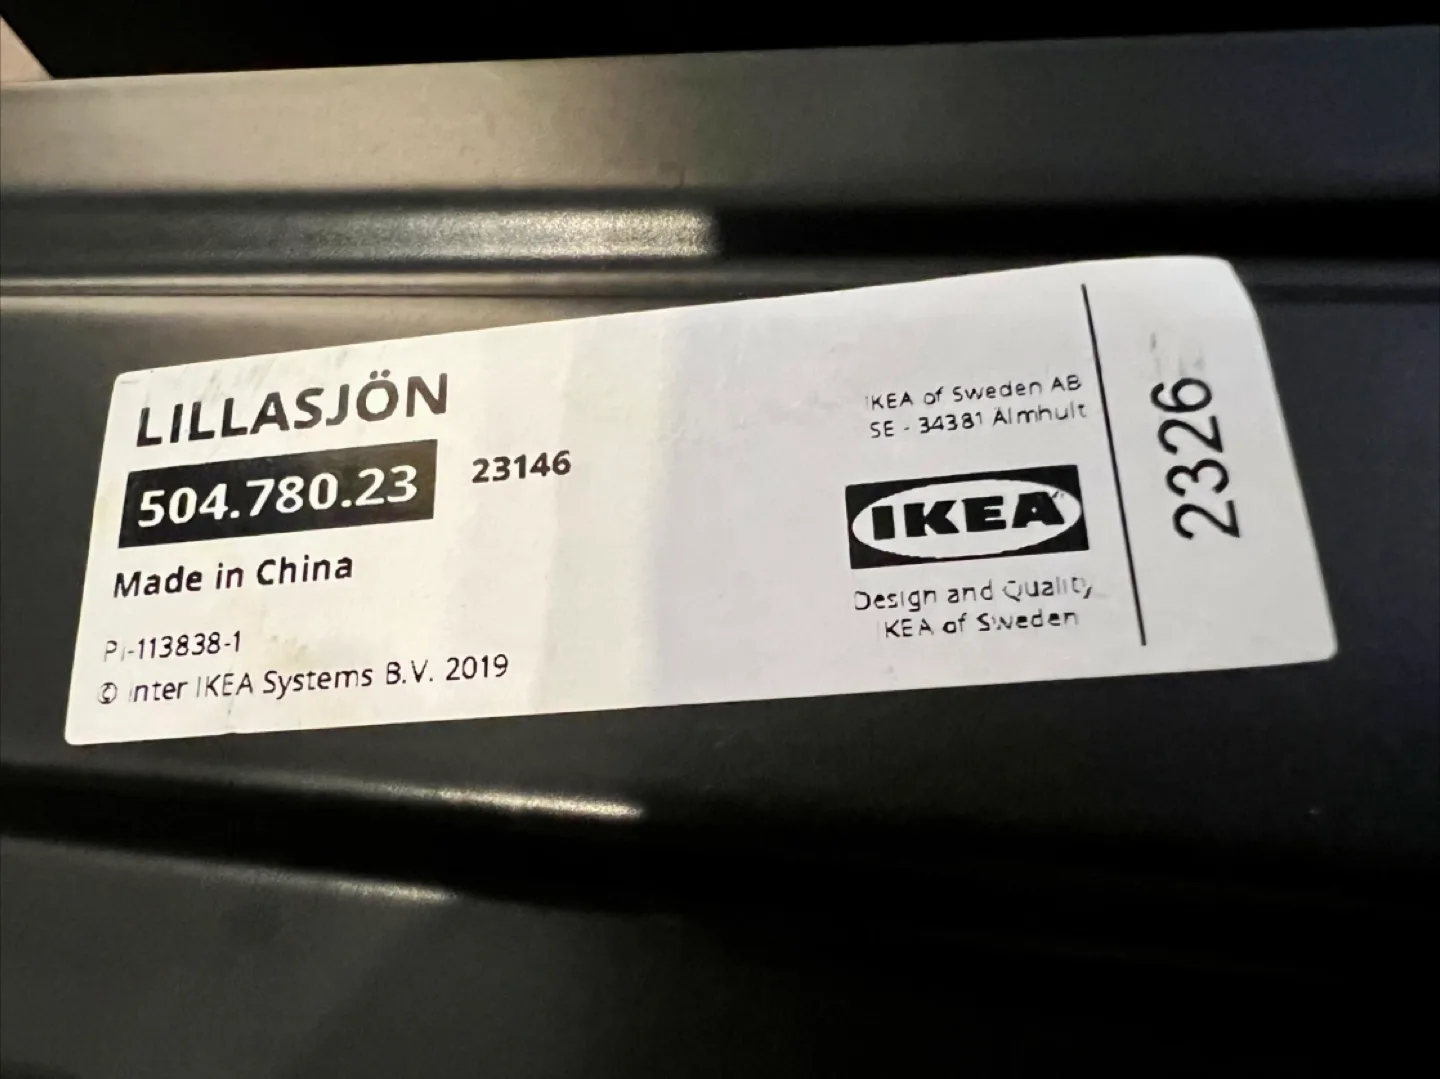 LILLASJÖN
504.780.23
23146
Made in China
PI-113838-1
© Inter IKEA Systems B.V. 2019
IKEA of Sweden AB
SE - 34381 Älmhult
IKEA
Design and Quality
IKEA of Sweden
2326